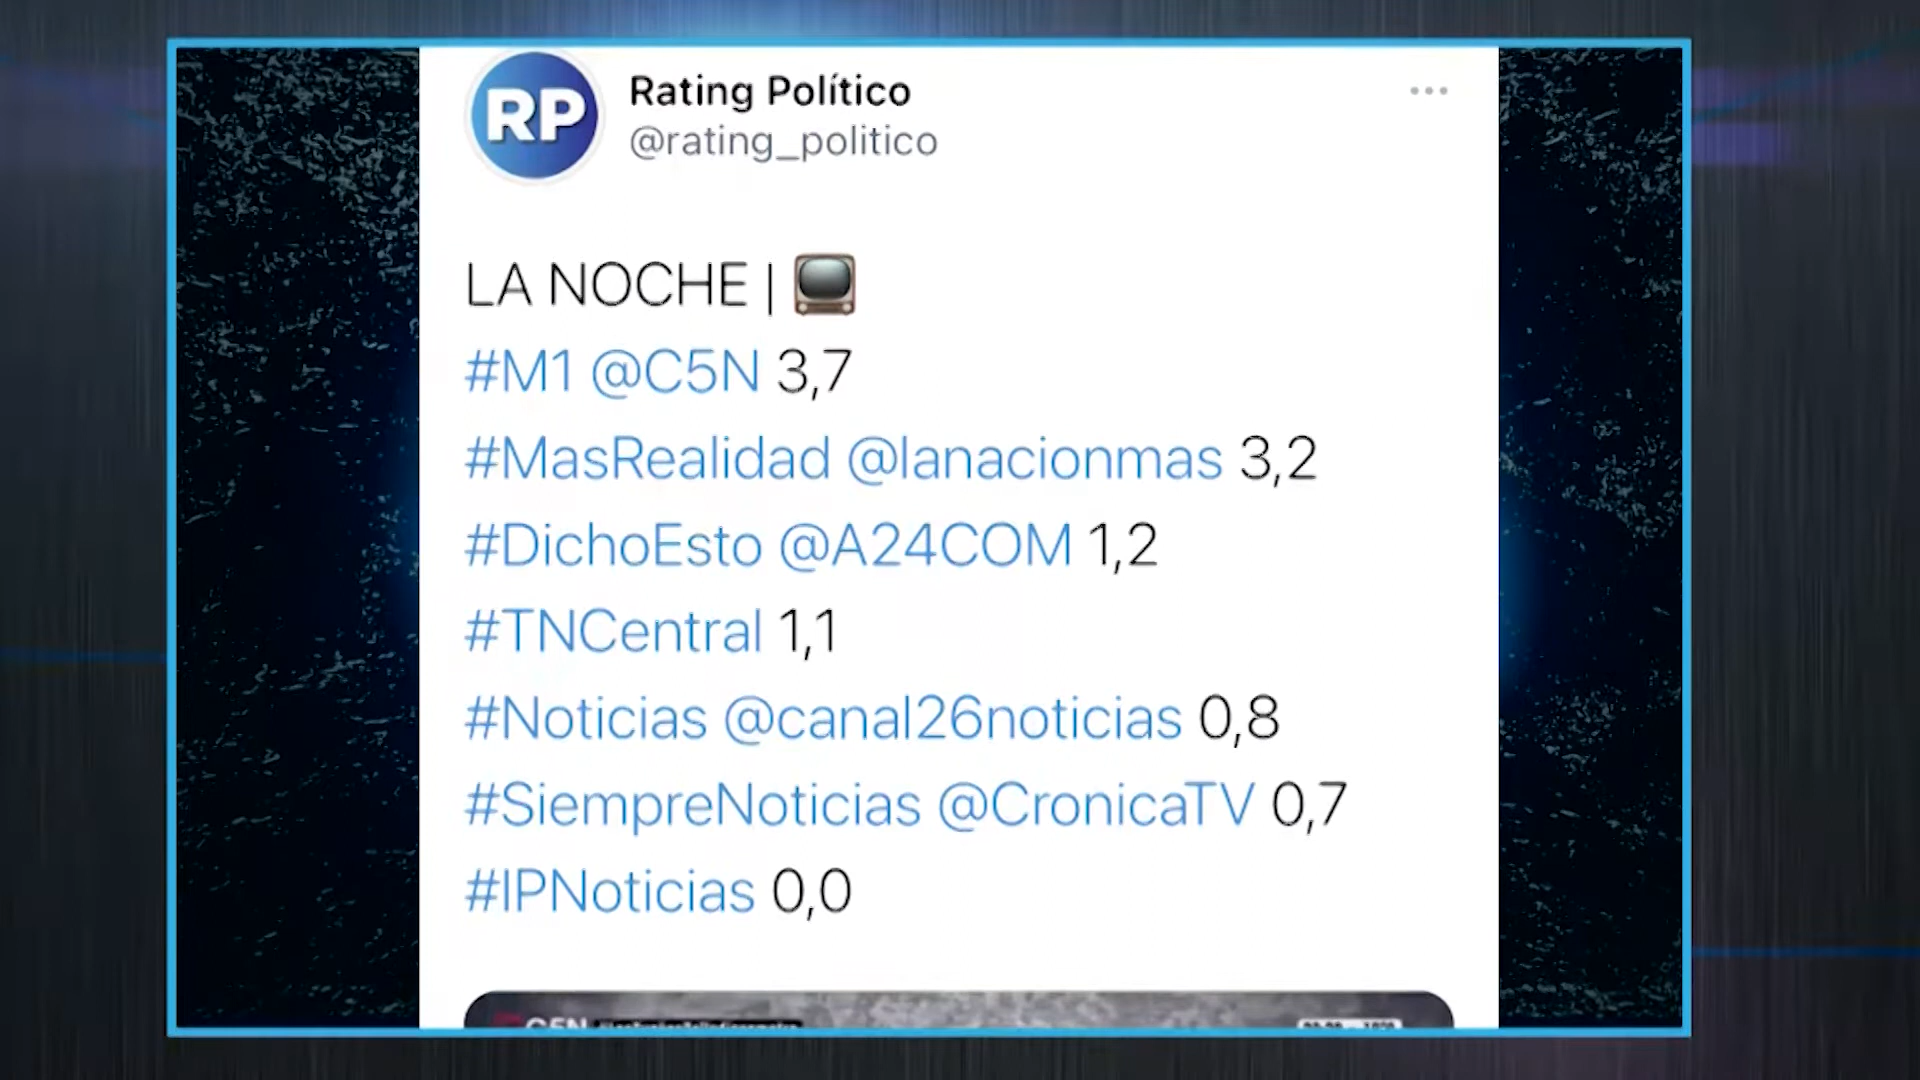 RP
Rating Político
@rating_politico
LA NOCHE |
#M1 @C5N 3,7
#MasRealidad @lanacionmas 3,2
#DichoEsto @A24COM 1,2
#TNCentral 1,1
#Noticias @canal26noticias 0,8
#SiempreNoticias @CronicaTV 0,7
#IPNoticias 0,0
C5N